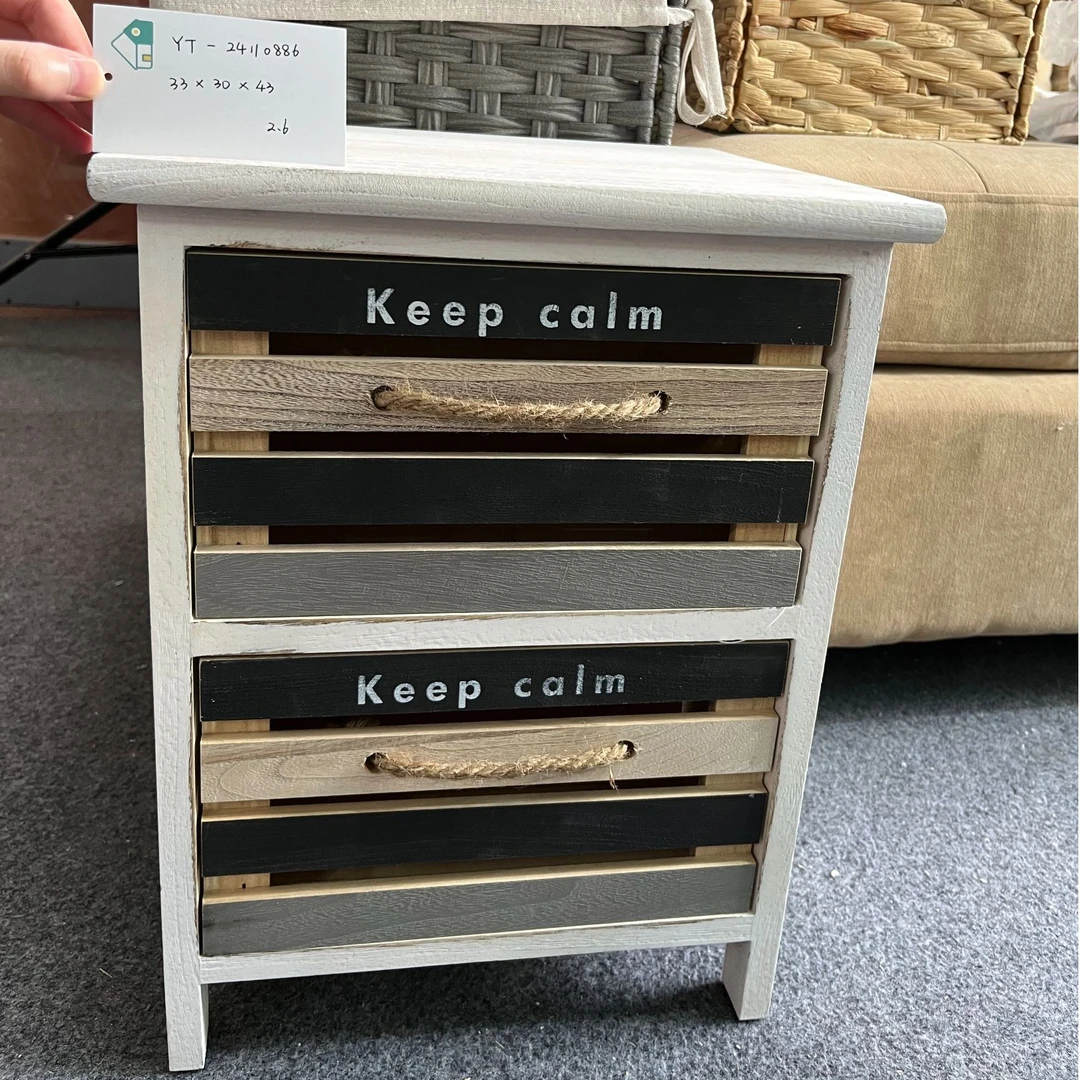 YT - 24110886
33 x 30 x 43
2.6
Keep calm
Keep calm